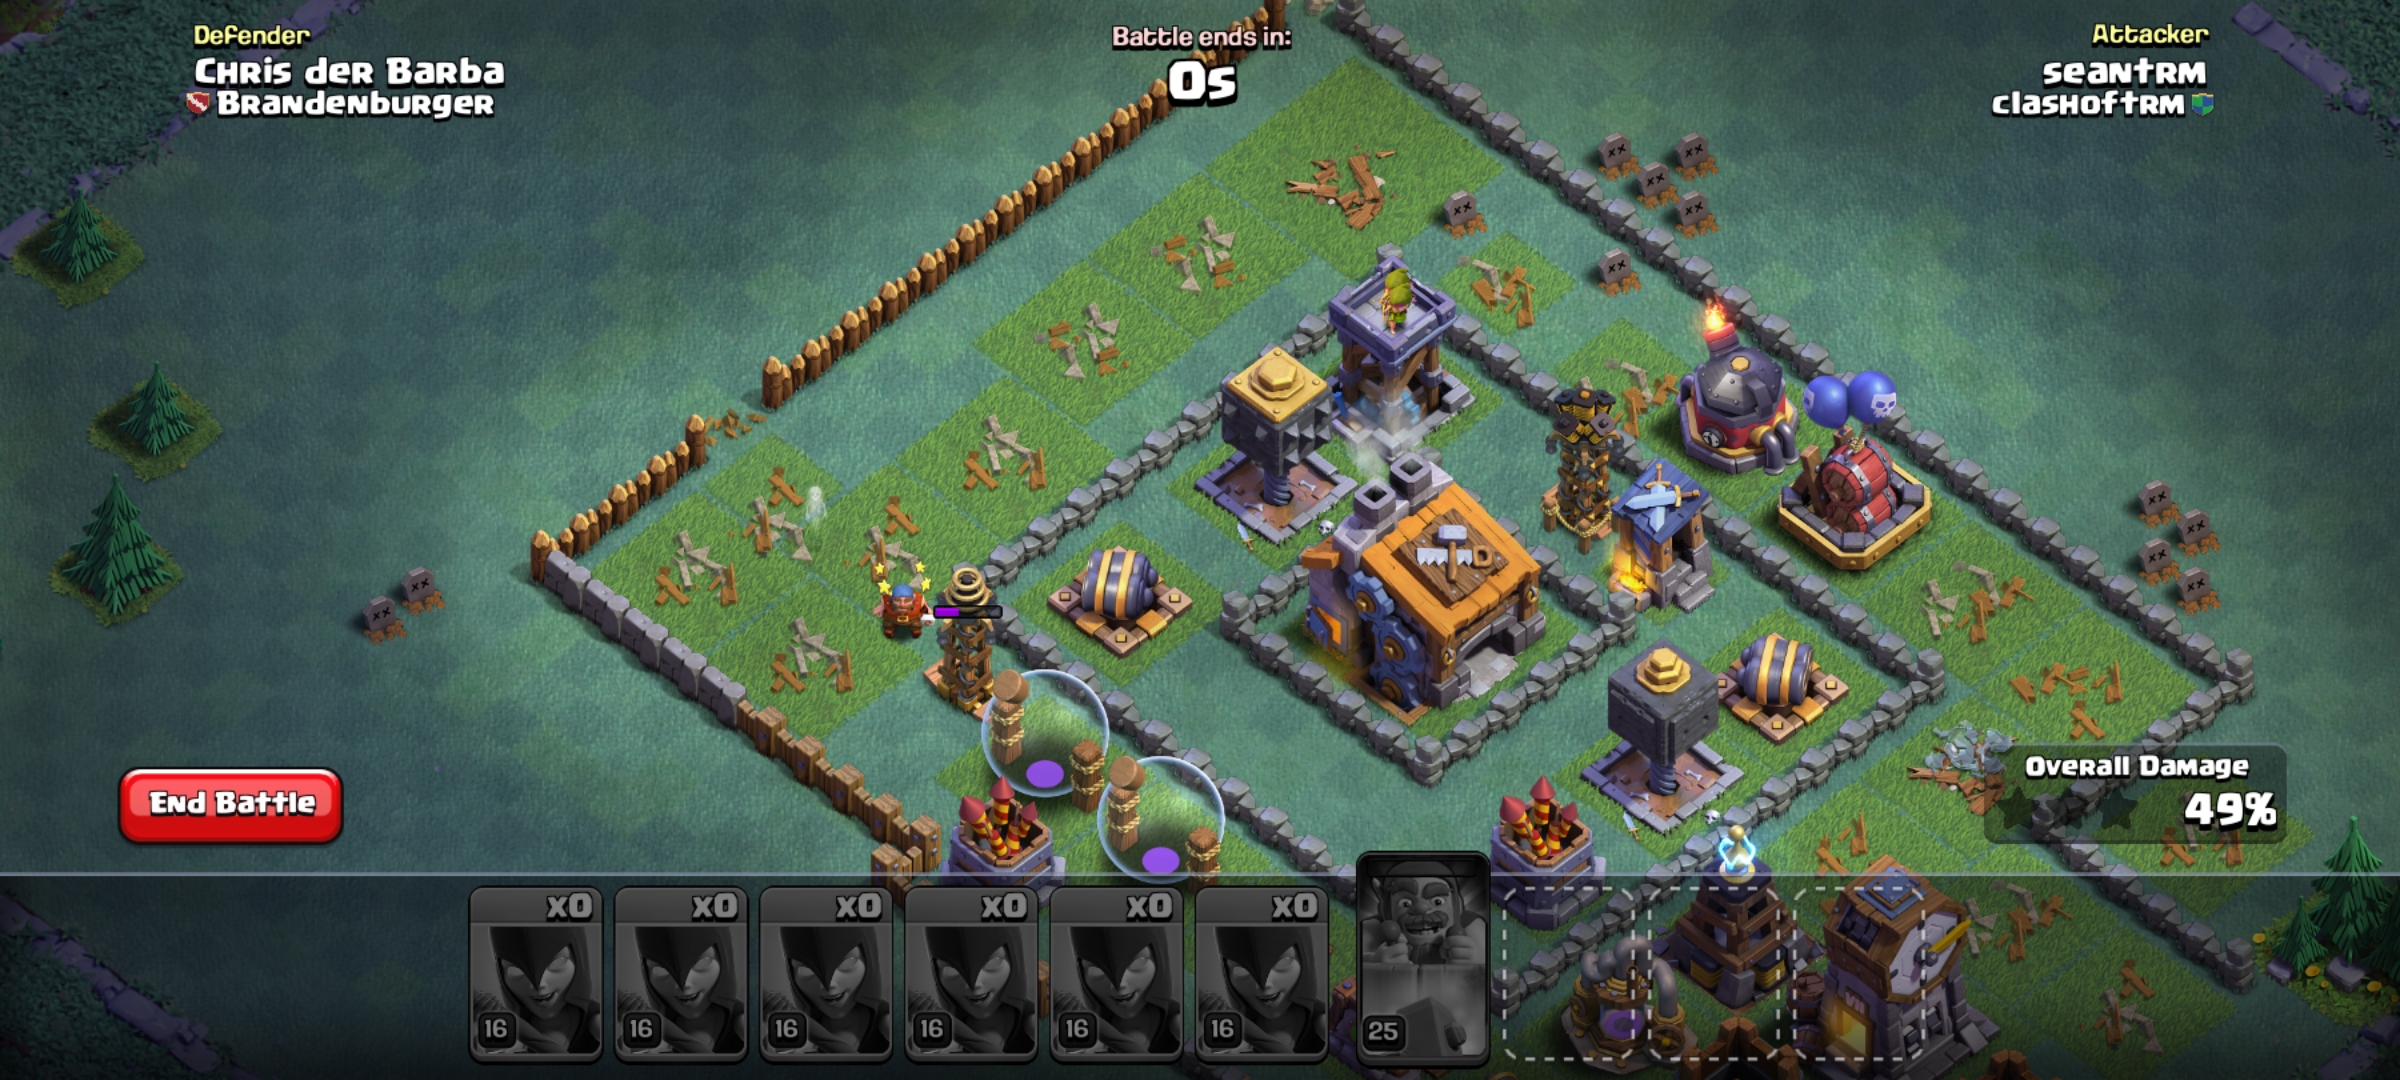 Defender
Chris der Barba
Brandenburger
Battle ends in:
0s
Attacker
seantrm
clashoftrm
End Battle
Overall Damage
49%
x0
x0
x0
x0
x0
x0
16
16
16
16
16
16
25
VII